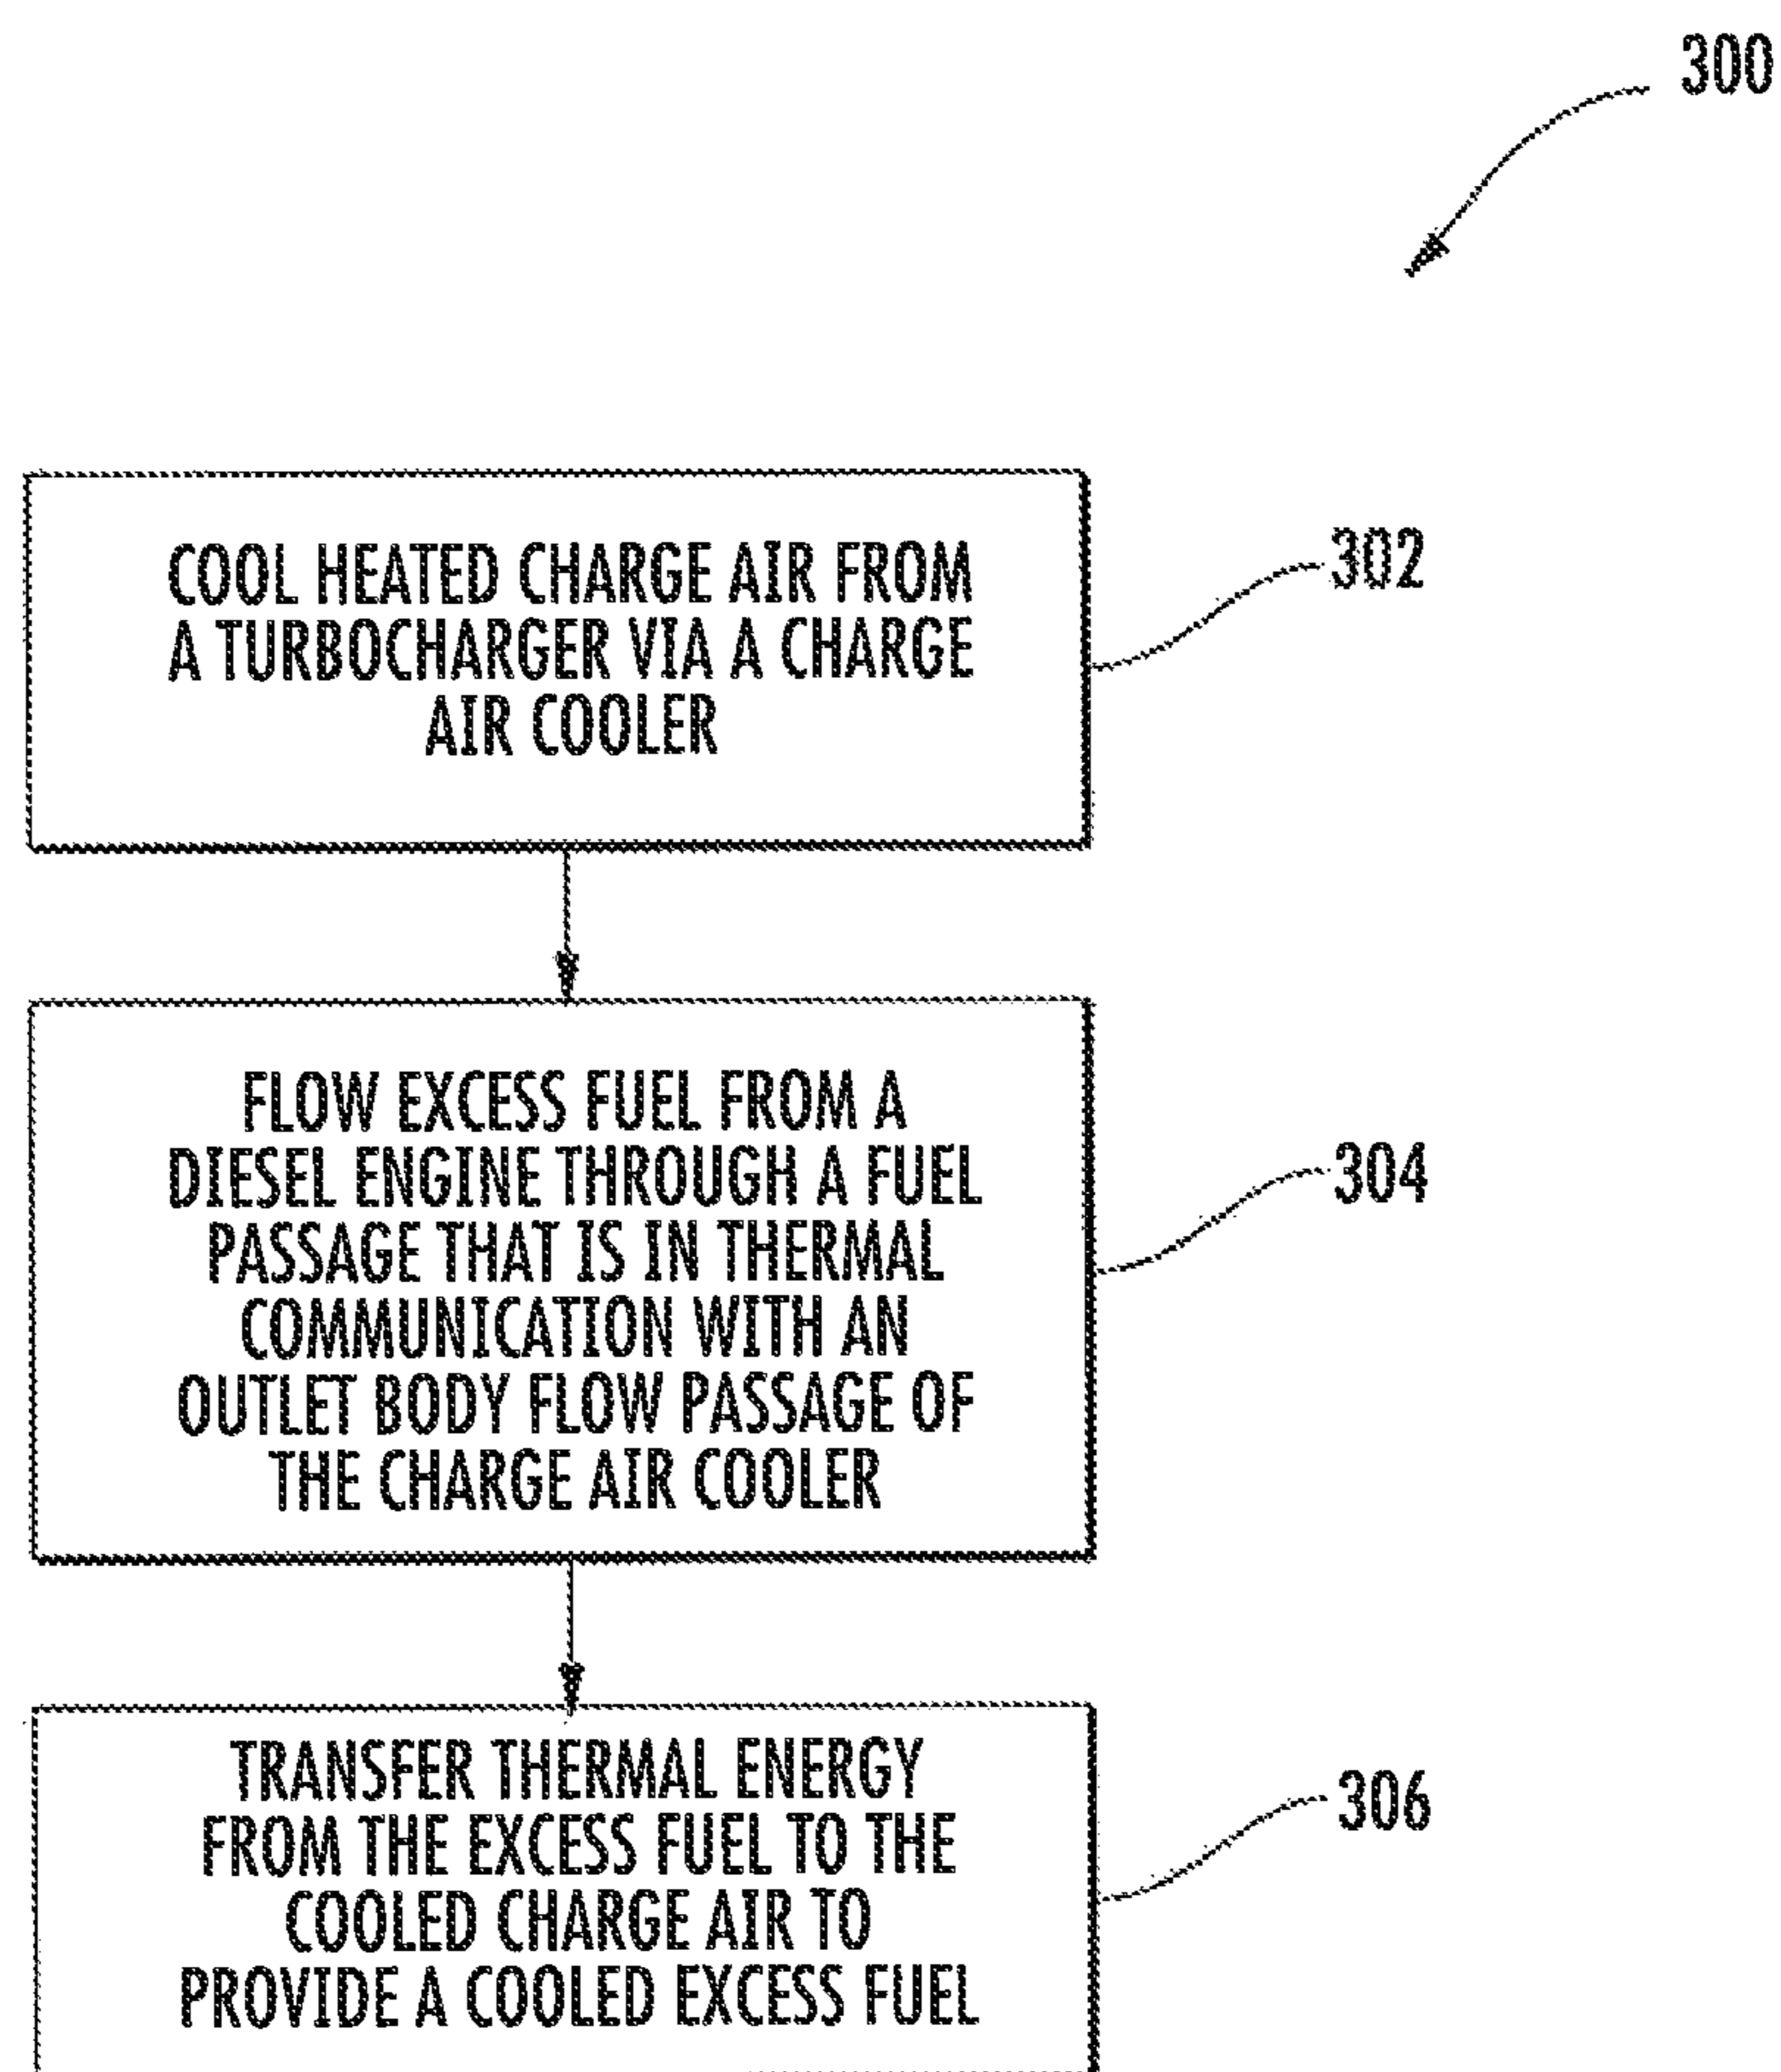 300
COOL HEATED CHARGE AIR FROM
A TURBOCHARGER VIA A CHARGE
AIR COOLER
302
FLOW EXCESS FUEL FROM A
DIESEL ENGINE THROUGH A FUEL
PASSAGE THAT IS IN THERMAL
COMMUNICATION WITH AN
OUTLET BODY FLOW PASSAGE OF
THE CHARGE AIR COOLER
304
TRANSFER THERMAL ENERGY
FROM THE EXCESS FUEL TO THE
COOLED CHARGE AIR TO
PROVIDE A COOLED EXCESS FUEL
306